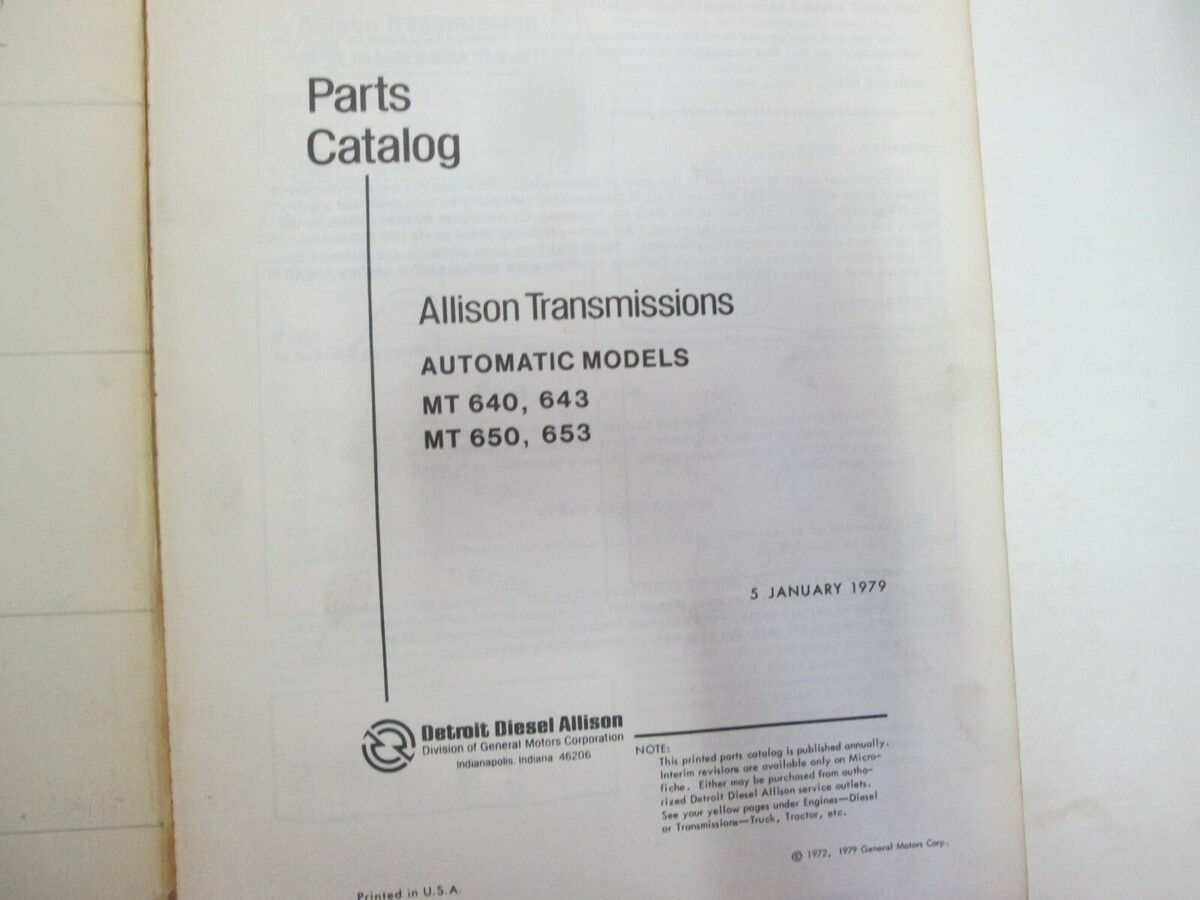 Parts
Catalog
Allison Transmissions
AUTOMATIC MODELS
MT 640, 643
MT 650, 653
5 JANUARY 1979
Detroit Diesel Allison
Division of General Motors Corporation
Indianapolis, Indiana 46206
NOTE:
This printed parts catalog is published annually.
Interim revisions are available only on Micro-
fiche. Either may be purchased from autho-
rized Detroit Diesel Allison service outlets.
See your yellow pages under Engines—Diesel
or Transmissions—Truck, Tractor, etc.
© 1972, 1979 General Motors Corp.
Printed in U.S.A.